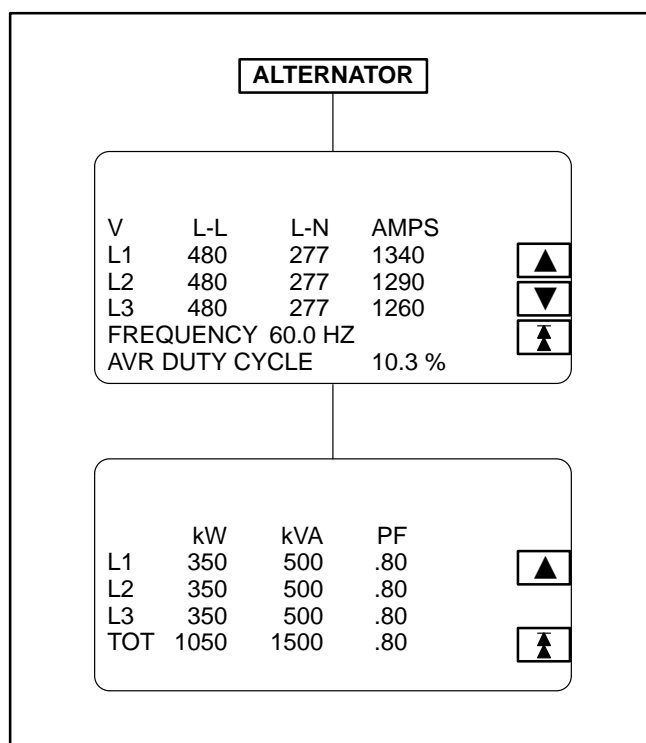 ALTERNATOR
V L-L L-N AMPS
L1 480 277 1340
L2 480 277 1290
L3 480 277 1260
FREQUENCY 60.0 HZ
AVR DUTY CYCLE 10.3 %
kW kVA PF
L1 350 500 .80
L2 350 500 .80
L3 350 500 .80
TOT 1050 1500 .80